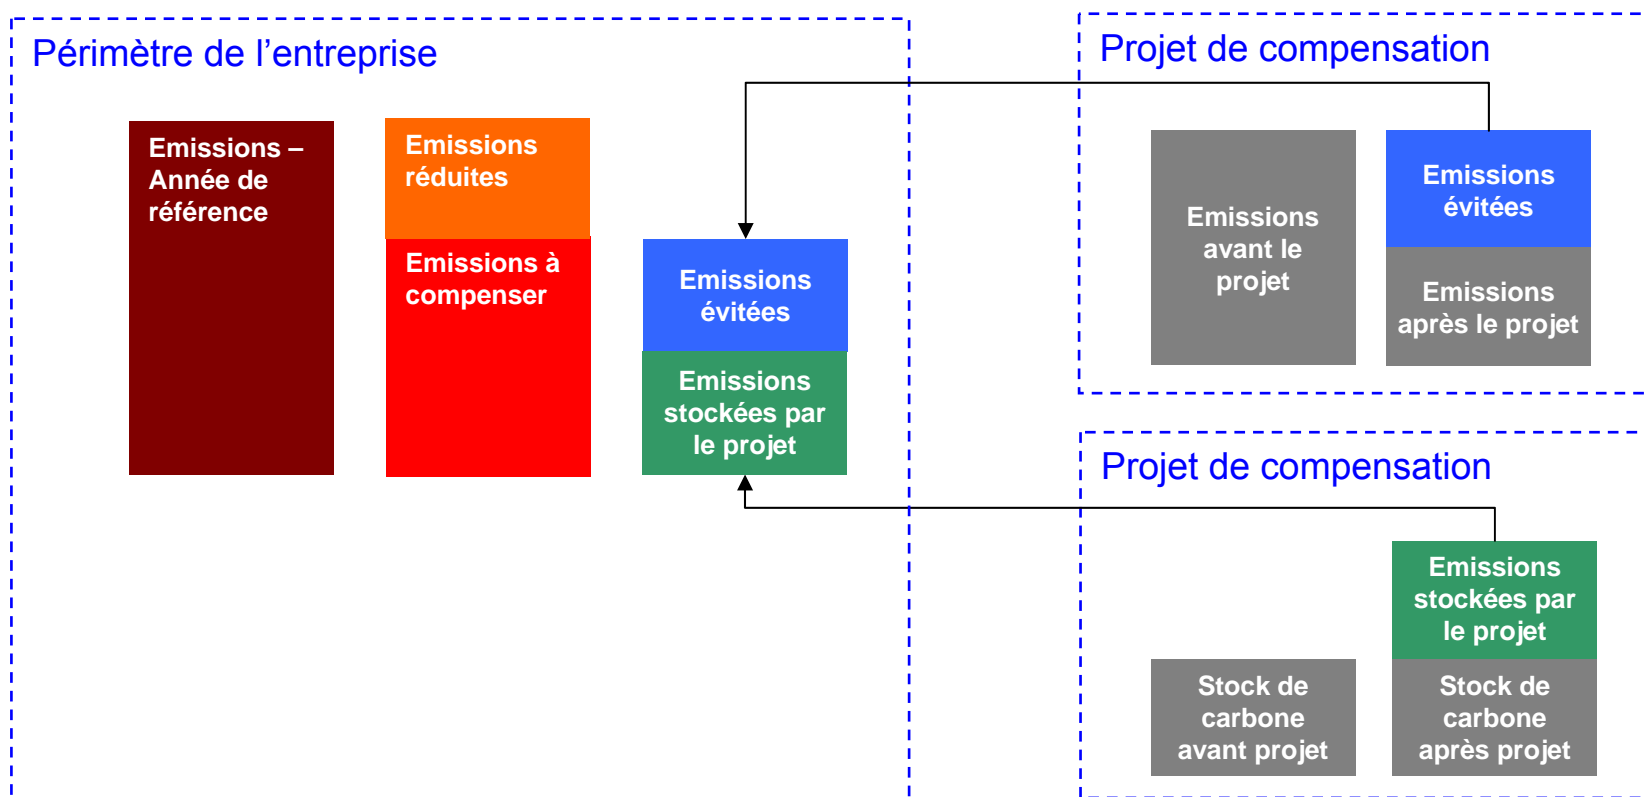 Périmètre de l’entreprise
Emissions –
Année de
référence
Emissions
réduites
Emissions à
compenser
Emissions
évitées
Emissions
stockées par
le projet
Projet de compensation
Emissions
avant le
projet
Emissions
évitées
Emissions
après le projet
Projet de compensation
Emissions
stockées par
le projet
Stock de
carbone
avant projet
Stock de
carbone
après projet